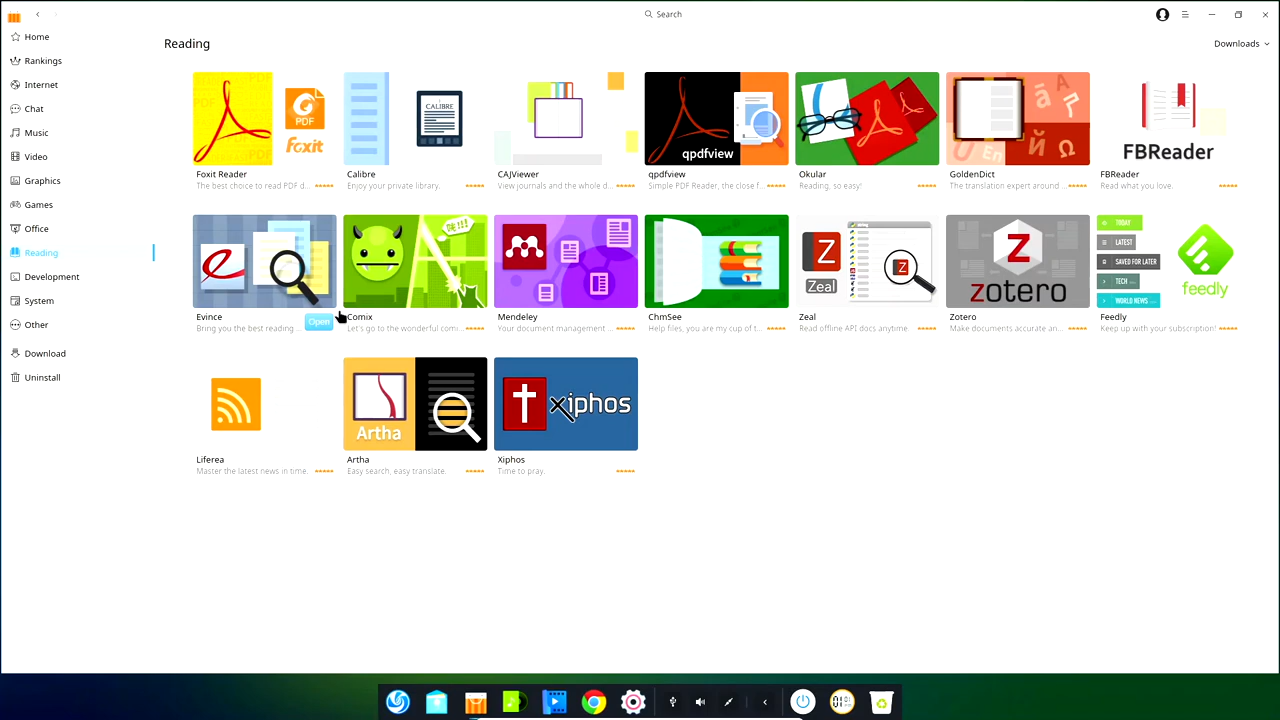 Search
Home
Rankings
Internet
Chat
Music
Video
Graphics
Games
Office
Reading
Development
System
Other
Download
Uninstall
Reading
Downloads
PDF
foxit
CALIBRE
qpdfview
FBReader
Foxit Reader
The best choice to read PDF d...
Calibre
Enjoy your private library.
CAJViewer
View journals and the whole d...
qpdfview
Simple PDF Reader, the close f...
Okular
Reading, so easy!
GoldenDict
The translation expert around ...
FBReader
Read what you love.
Zeal
zotero
TODAY
LATEST
SAVED FOR LATER
TECH
WORLD NEWS
feedly
Evince
Bring you the best reading ...
Open
Comix
Let's go to the wonderful comi...
Mendeley
Your document management ...
ChmSee
Help files, you are my cup of t...
Zeal
Read offline API docs anytime.
Zotero
Make documents accurate an...
Feedly
Keep up with your subscription!
Artha
xiphos
Liferea
Master the latest news in time.
Artha
Easy search, easy translate.
Xiphos
Time to pray.